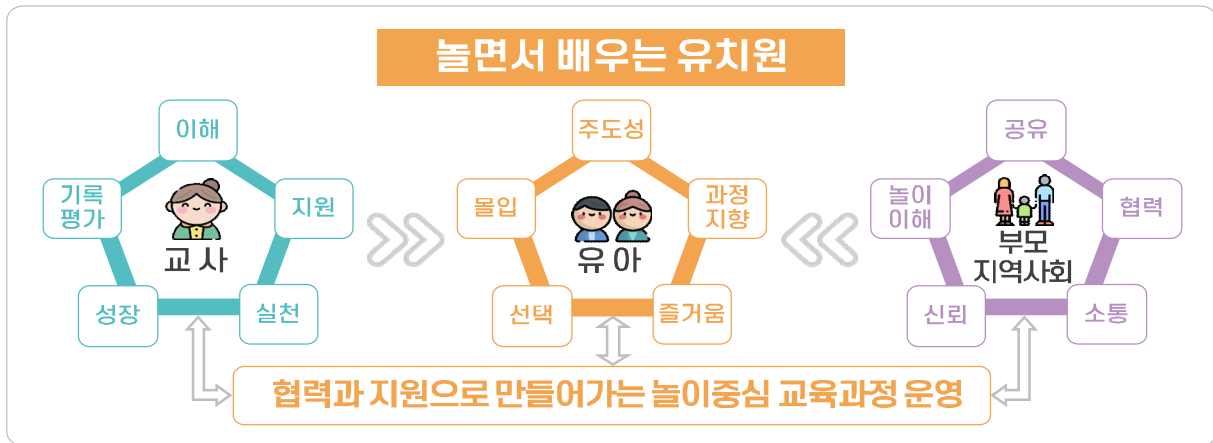 놀면서 배우는 유치원
이해
기록
평가
지원
교사
성장
실천
주도성
몰입
과정
지향
유아
선택
즐거움
공유
놀이
이해
협력
부모
지역사회
신뢰
소통
협력과 지원으로 만들어가는 놀이중심 교육과정 운영